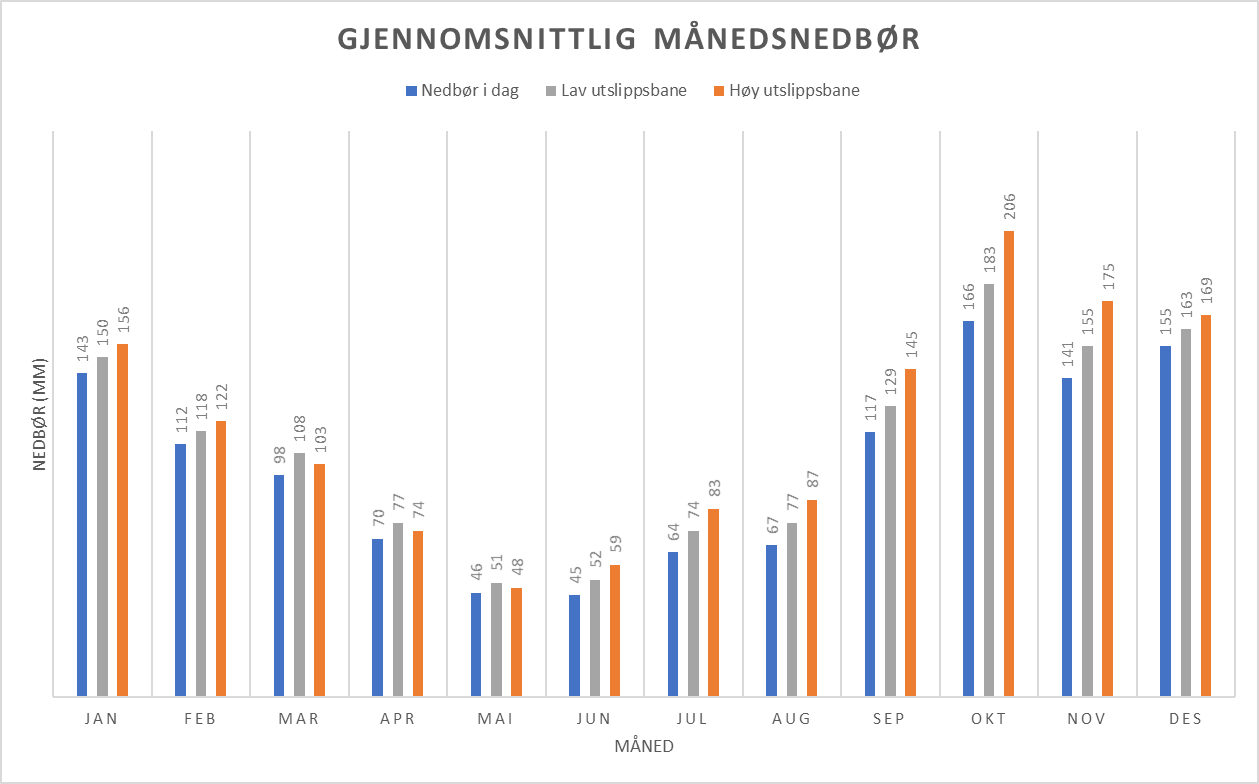 GJENNOMSNITTLIG MÅNEDSNEDBØR
Nedbør i dag Lav utslippsbane Høy utslippsbane
NEDBØR (MM)
143 150 156
112 118 122
98 108 103
70 77 74
46 51 48
45 52 59
64 74 83
67 77 87
117 129 145
166 183 206
141 155 175
155 163 169
JAN FEB MAR APR MAI JUN JUL AUG SEP OKT NOV DES
MÅNED